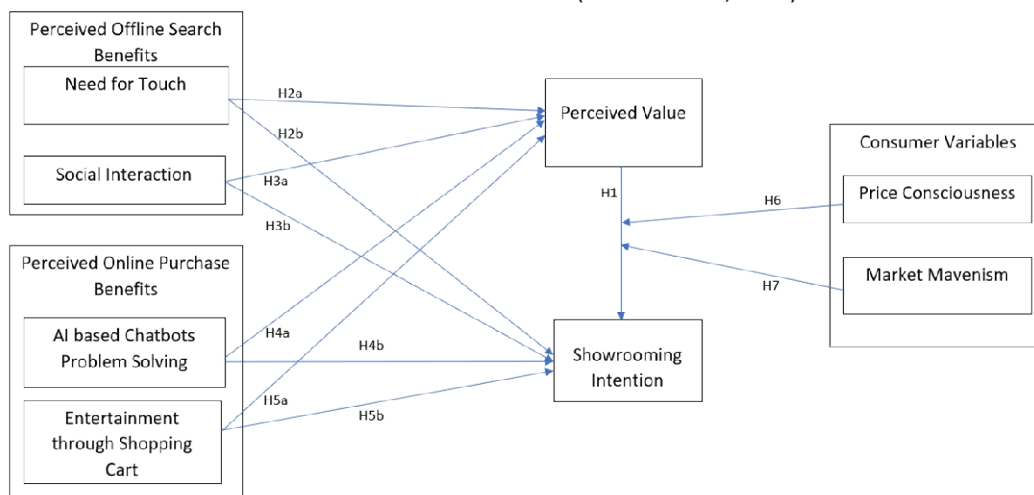 Perceived Offline Search
Benefits
Need for Touch
Social Interaction
Perceived Online Purchase
Benefits
AI based Chatbots
Problem Solving
Entertainment
through Shopping
Cart
H2a
H2b
H3a
H3b
H4a
H4b
H5a
H5b
Perceived Value
H1
Showrooming
Intention
H6
H7
Consumer Variables
Price Consciousness
Market Mavenism